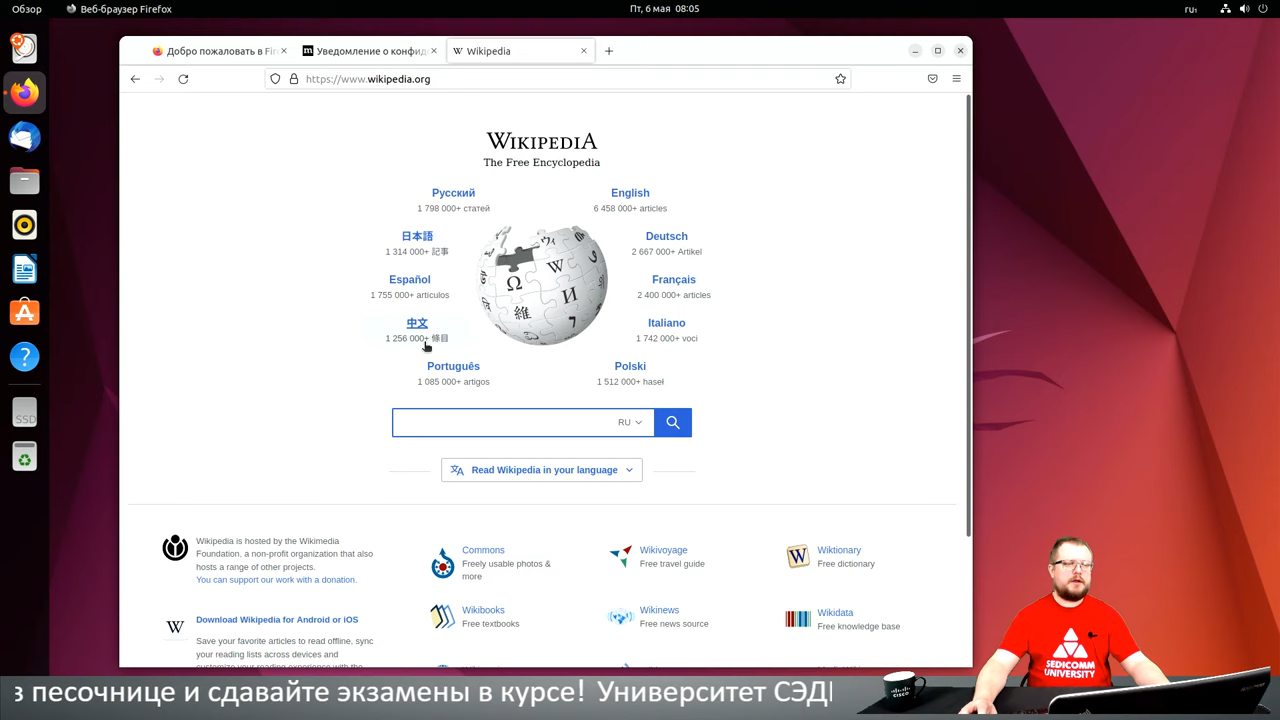 Обзор
Веб-браузер Firefox
Пт, 6 мая 08:05
ru₁
Добро пожаловать в Fir
Уведомление о конфид
W Wikipedia
https://www.wikipedia.org
WIKIPEDIA
The Free Encyclopedia
Русский
1 798 000+ статей
English
6 458 000+ articles
日本語
1 314 000+ 記事
Deutsch
2 667 000+ Artikel
Español
1 755 000+ artículos
Français
2 400 000+ articles
中文
1 256 000+ 條目
Italiano
1 742 000+ voci
Português
1 085 000+ artigos
Polski
1 512 000+ haseł
Ω W 維 И
RU
Read Wikipedia in your language
Wikipedia is hosted by the Wikimedia
Foundation, a non-profit organization that also
hosts a range of other projects.
You can support our work with a donation.
Commons
Freely usable photos &
more
Wikivoyage
Free travel guide
Wiktionary
Free dictionary
Wikibooks
Free textbooks
Wikinews
Free news source
Wikidata
Free knowledge base
Download Wikipedia for Android or iOS
Save your favorite articles to read offline, sync
your reading lists across devices and
SSD
SEDICOMM
UNIVERSITY
cisco
в песочнице и сдавайте экзамены в курсе! Университет СЭДИ